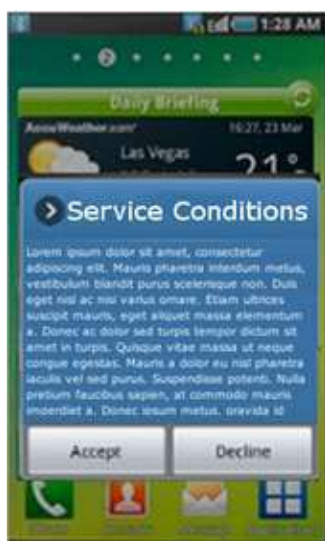 1:28 AM
Daily Briefing
AccuWeather.com 16:27, 23 Mar
Las Vegas
21°
Service Conditions
Lorem ipsum dolor sit amet, consectetur
adipiscing elit. Mauris pharetra interdum metus,
vestibulum blandit purus scelerisque non. Duis
eget nisi ac nisi varius ornare. Etiam ultrices
suscipit mauris, eget aliquet massa elementum
a. Donec ac dolor sed turpis tempor dictum sit
amet in turpis. Quisque vitae massa ut neque
congue egestas. Mauris a dolor eu nisl pharetra
iaculis vel sed purus. Suspendisse potenti. Nulla
pretium faucibus sapien, at commodo mauris
imperdiet a. Donec ipsum metus, gravida id
Accept Decline